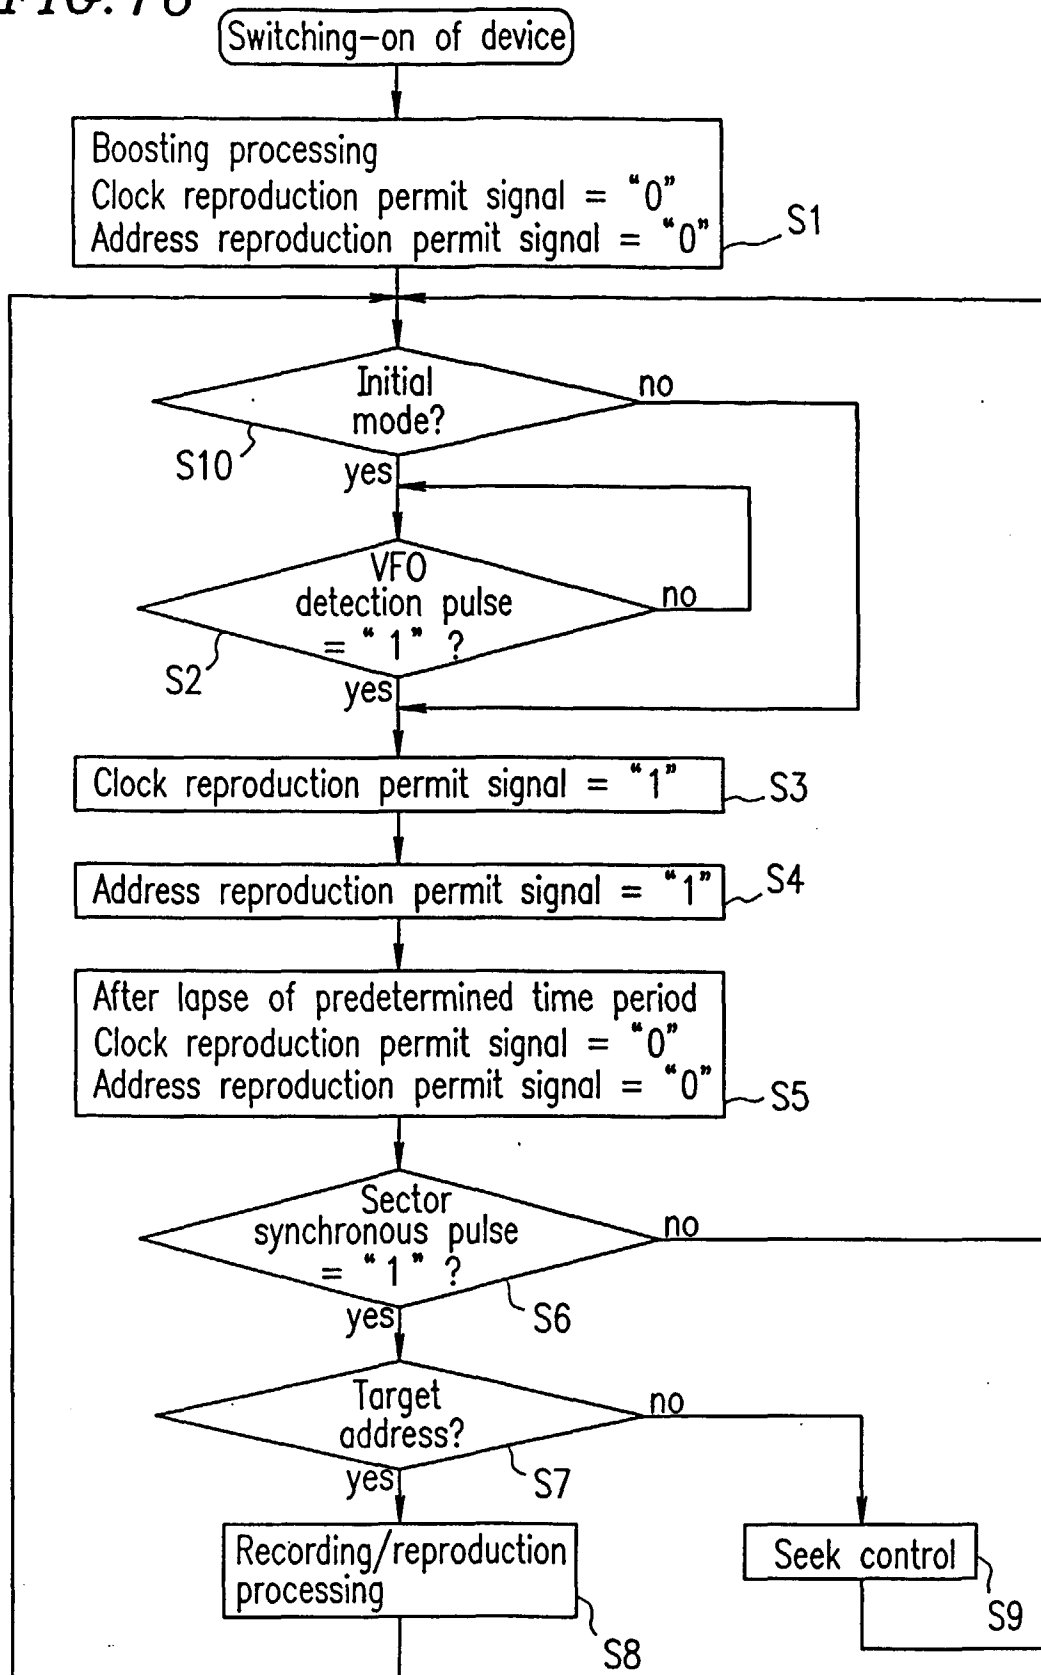 Switching-on of device
Boosting processing
Clock reproduction permit signal = "0"
Address reproduction permit signal = "0"
S1
Initial
mode?
no
S10
yes
VFO
detection pulse
= "1" ?
no
S2
yes
Clock reproduction permit signal = "1"
S3
Address reproduction permit signal = "1"
S4
After lapse of predetermined time period
Clock reproduction permit signal = "0"
Address reproduction permit signal = "0"
S5
Sector
synchronous pulse
= "1" ?
no
yes
S6
Target
address?
no
yes
S7
Recording/reproduction
processing
S8
Seek control
S9